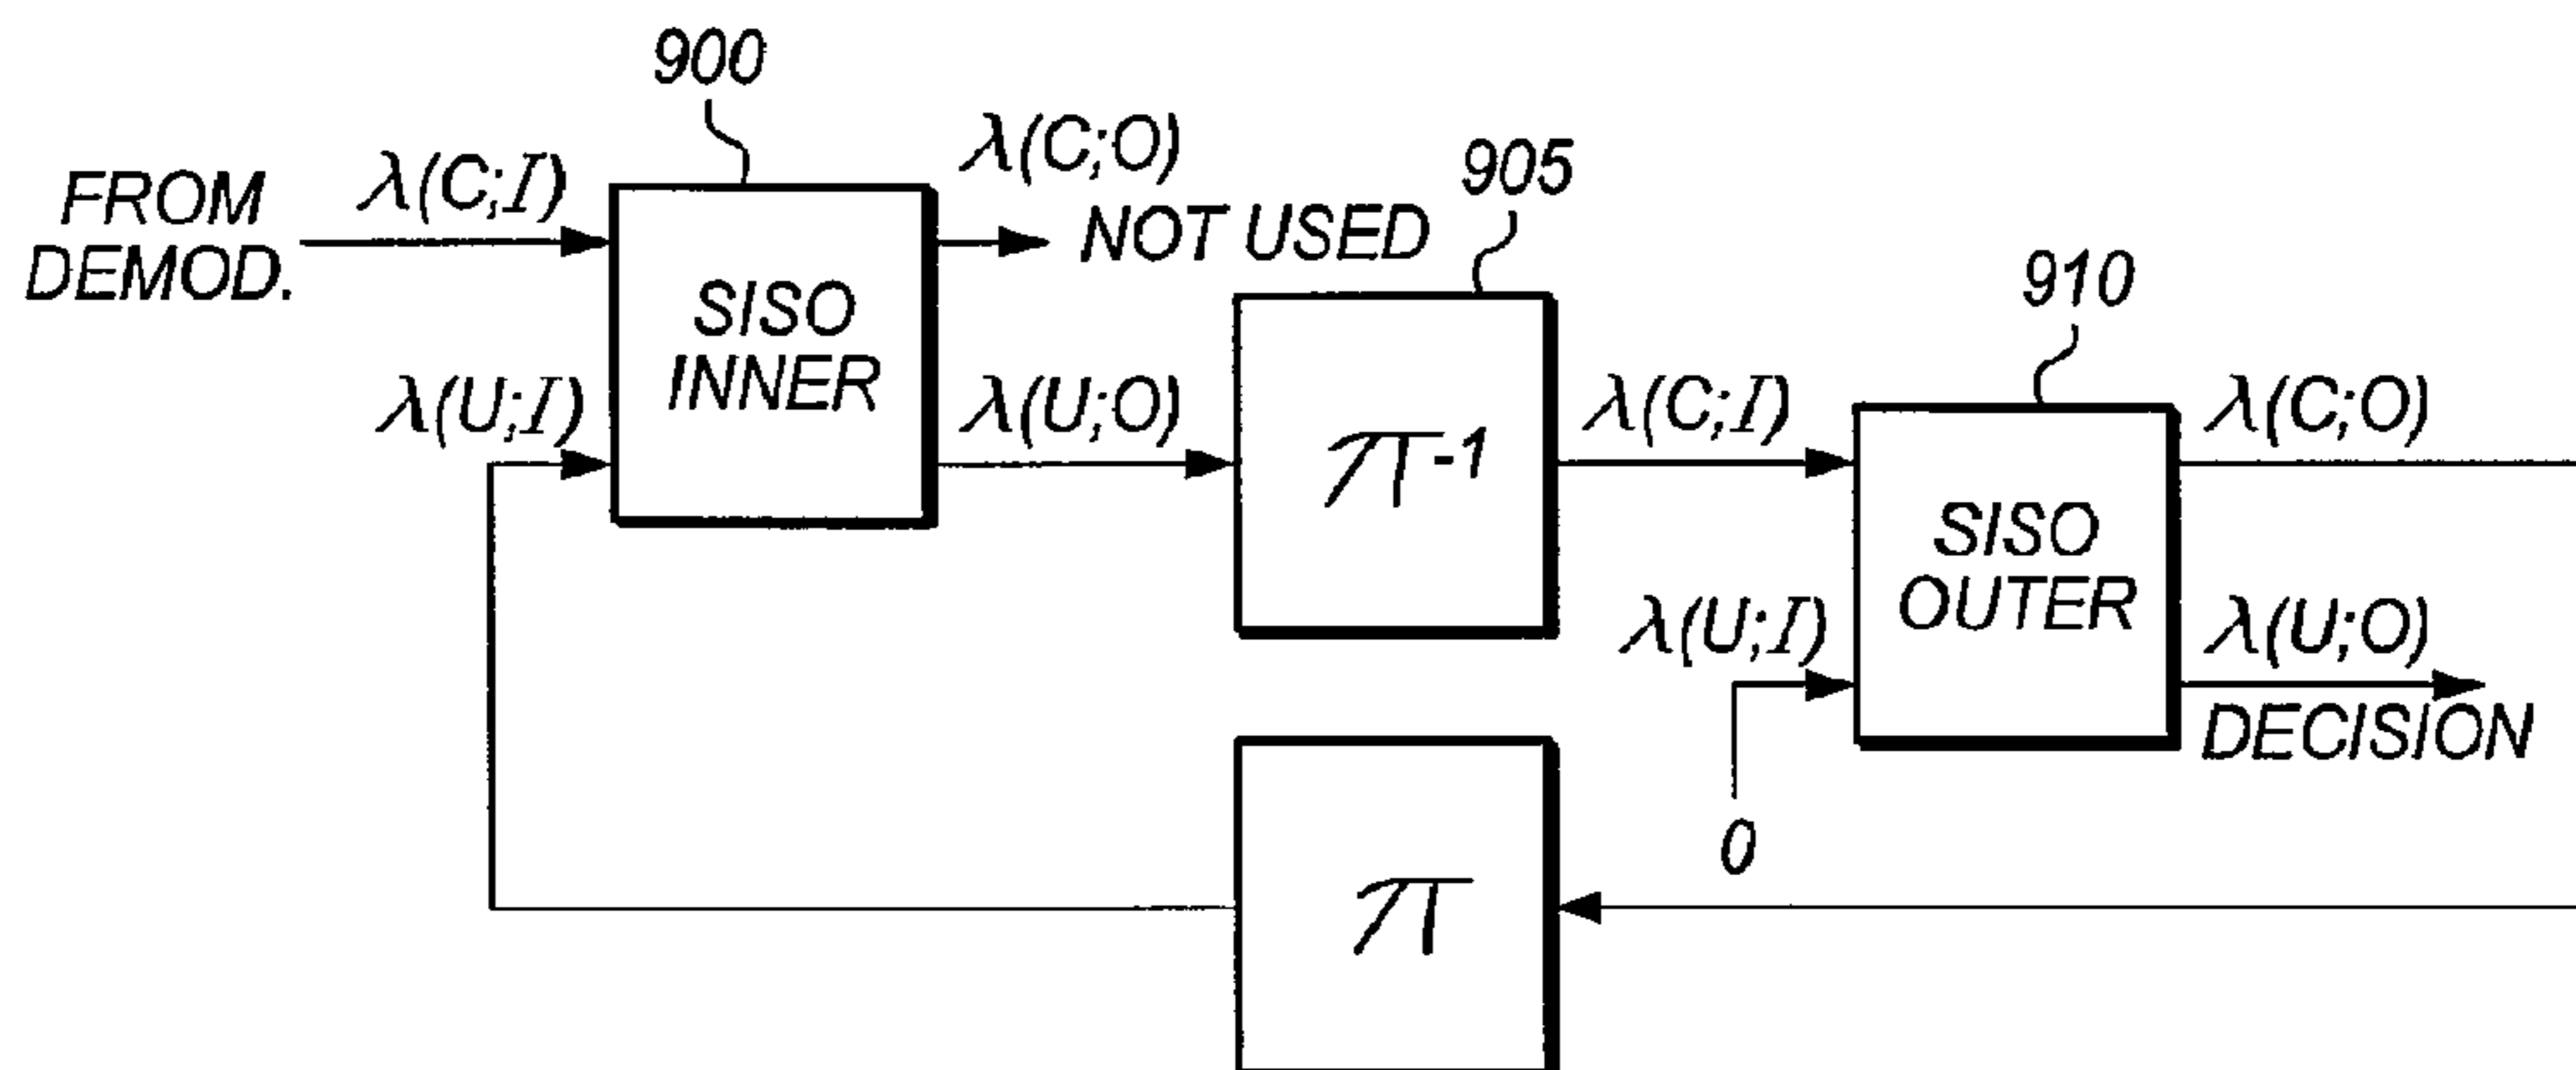 900
FROM
DEMOD.
λ(C;I)
λ(C;O)
NOT USED
905
910
SISO
INNER
λ(U;I)
λ(U;O)
π-1
λ(C;I)
λ(C;O)
SISO
OUTER
λ(U;I)
λ(U;O)
DECISION
0
π